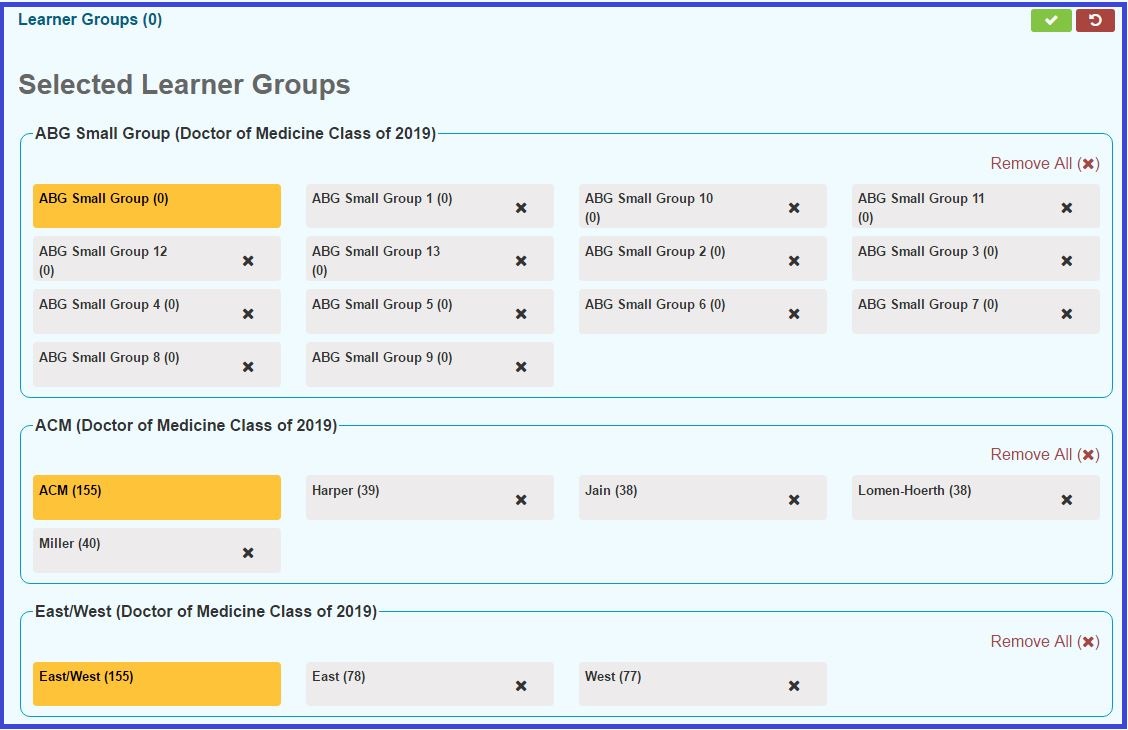 Learner Groups (0)
Selected Learner Groups
ABG Small Group (Doctor of Medicine Class of 2019)
Remove All (✖)
ABG Small Group (0)
ABG Small Group 1 (0)
ABG Small Group 10
(0)
ABG Small Group 11
(0)
ABG Small Group 12
(0)
ABG Small Group 13
(0)
ABG Small Group 2 (0)
ABG Small Group 3 (0)
ABG Small Group 4 (0)
ABG Small Group 5 (0)
ABG Small Group 6 (0)
ABG Small Group 7 (0)
ABG Small Group 8 (0)
ABG Small Group 9 (0)
ACM (Doctor of Medicine Class of 2019)
Remove All (✖)
ACM (155)
Harper (39)
Jain (38)
Lomen-Hoerth (38)
Miller (40)
East/West (Doctor of Medicine Class of 2019)
Remove All (✖)
East/West (155)
East (78)
West (77)